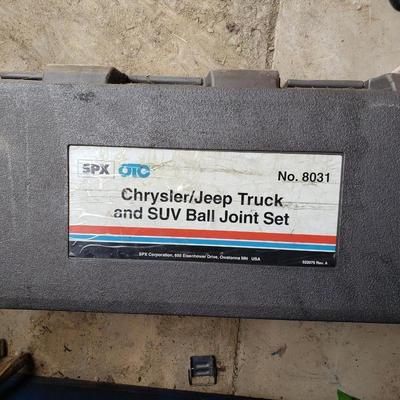 SPX OTC No. 8031
Chrysler/Jeep Truck
and SUV Ball Joint Set
SPX Corporation, 655 Eisenhower Drive, Owatonna MN USA